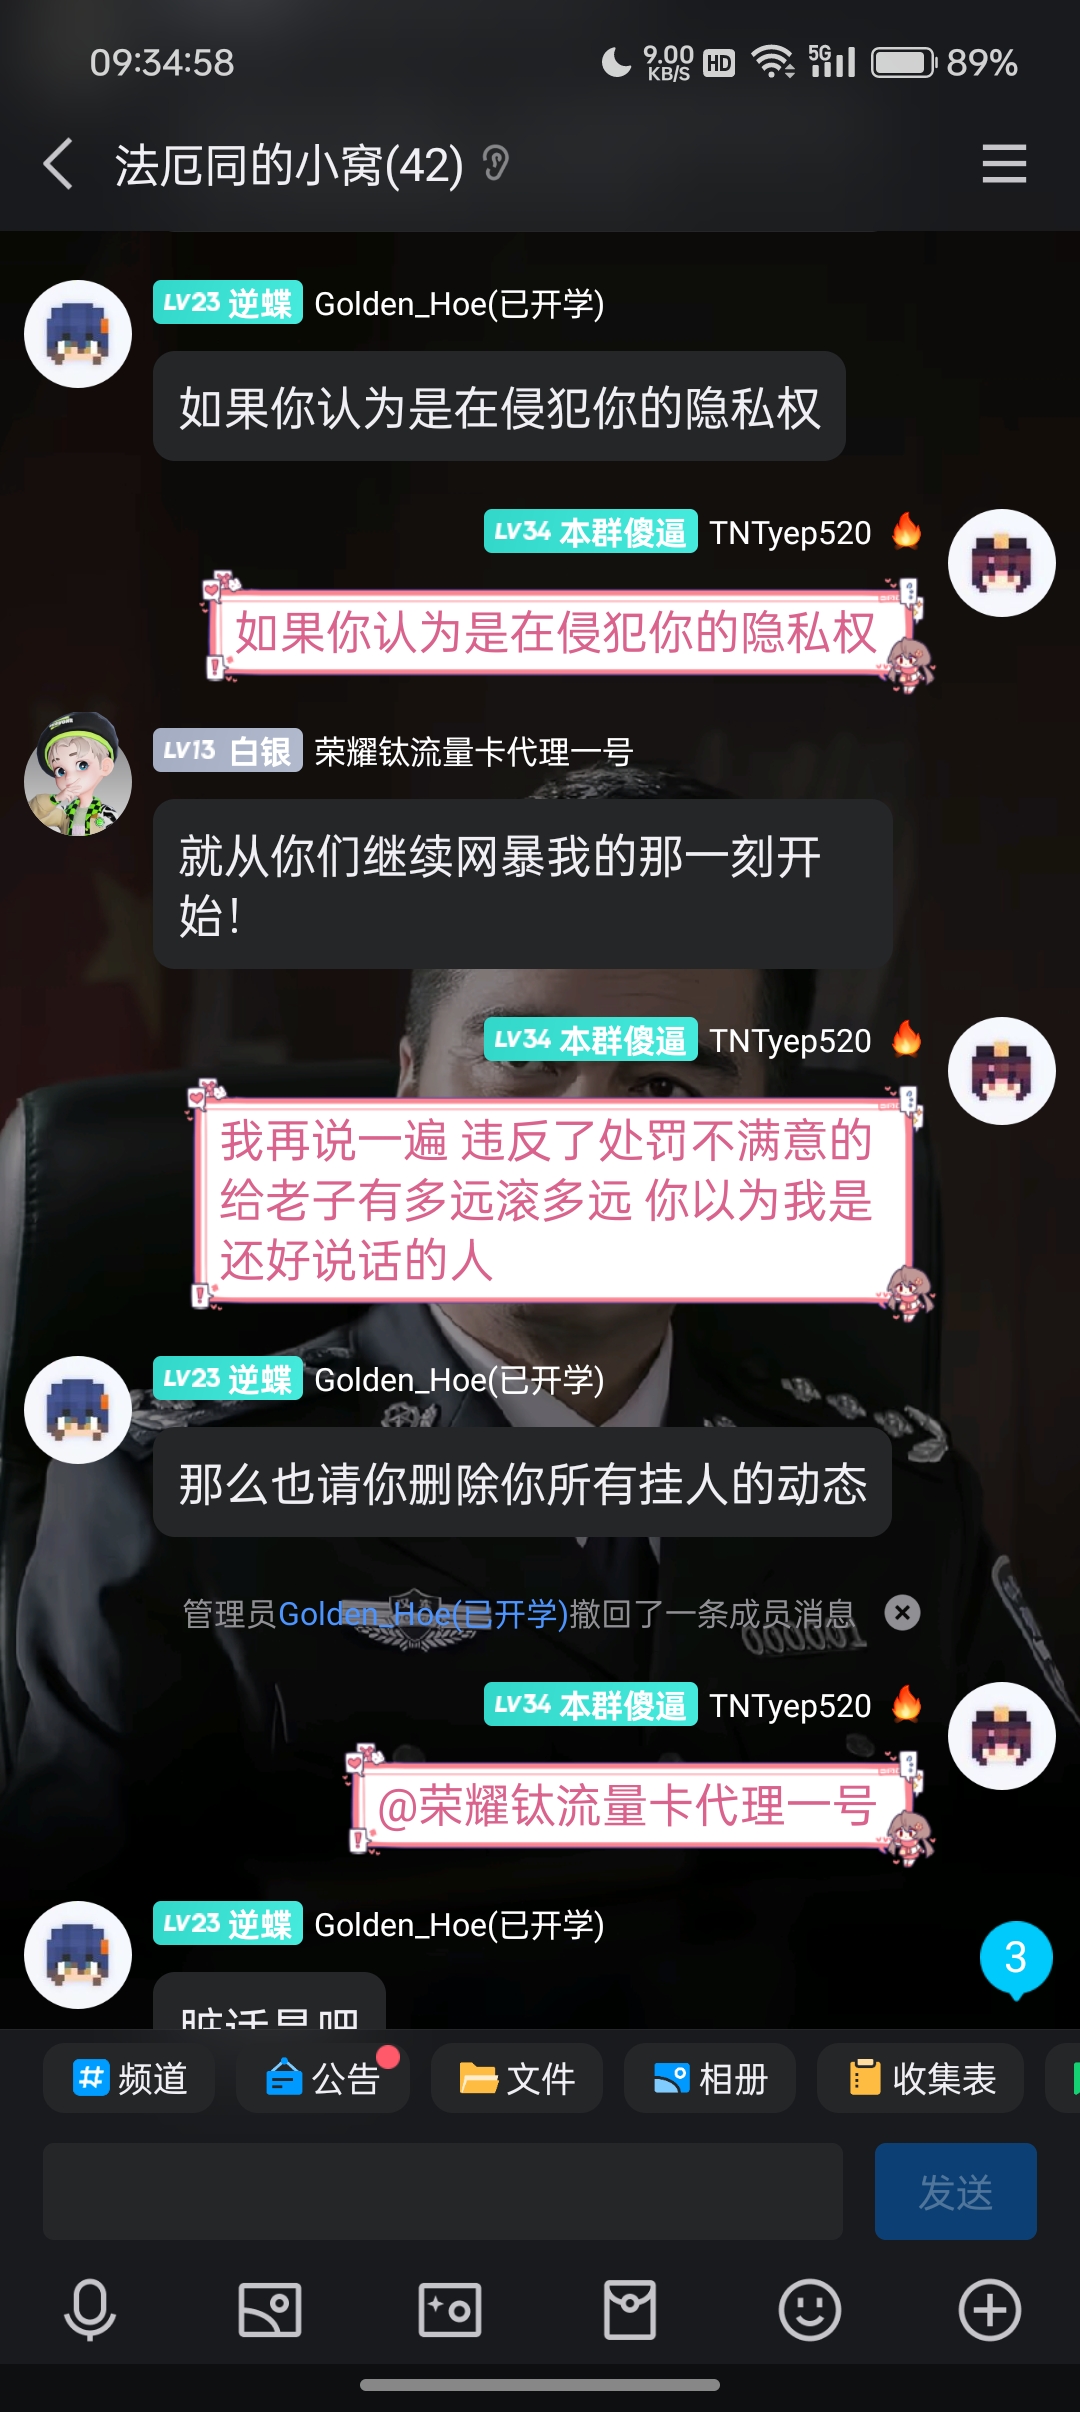 09:34:58
9.00
KB/S
HD
5G
89%
法厄同的小窝(42)
LV23 逆蝶 Golden_Hoe(已开学)
如果你认为是在侵犯你的隐私权
LV34 本群傻逼 TNTyep520
如果你认为是在侵犯你的隐私权
LV13 白银 荣耀钛流量卡代理一号
就从你们继续网暴我的那一刻开
始！
LV34 本群傻逼 TNTyep520
我再说一遍 违反了处罚不满意的
给老子有多远滚多远 你以为我是
还好说话的人
LV23 逆蝶 Golden_Hoe(已开学)
那么也请你删除你所有挂人的动态
管理员Golden_Hoe(已开学)撤回了一条成员消息
000001
LV34 本群傻逼 TNTyep520
@荣耀钛流量卡代理一号
LV23 逆蝶 Golden_Hoe(已开学)
3
脏话是吧
频道
公告
文件
相册
收集表
发送